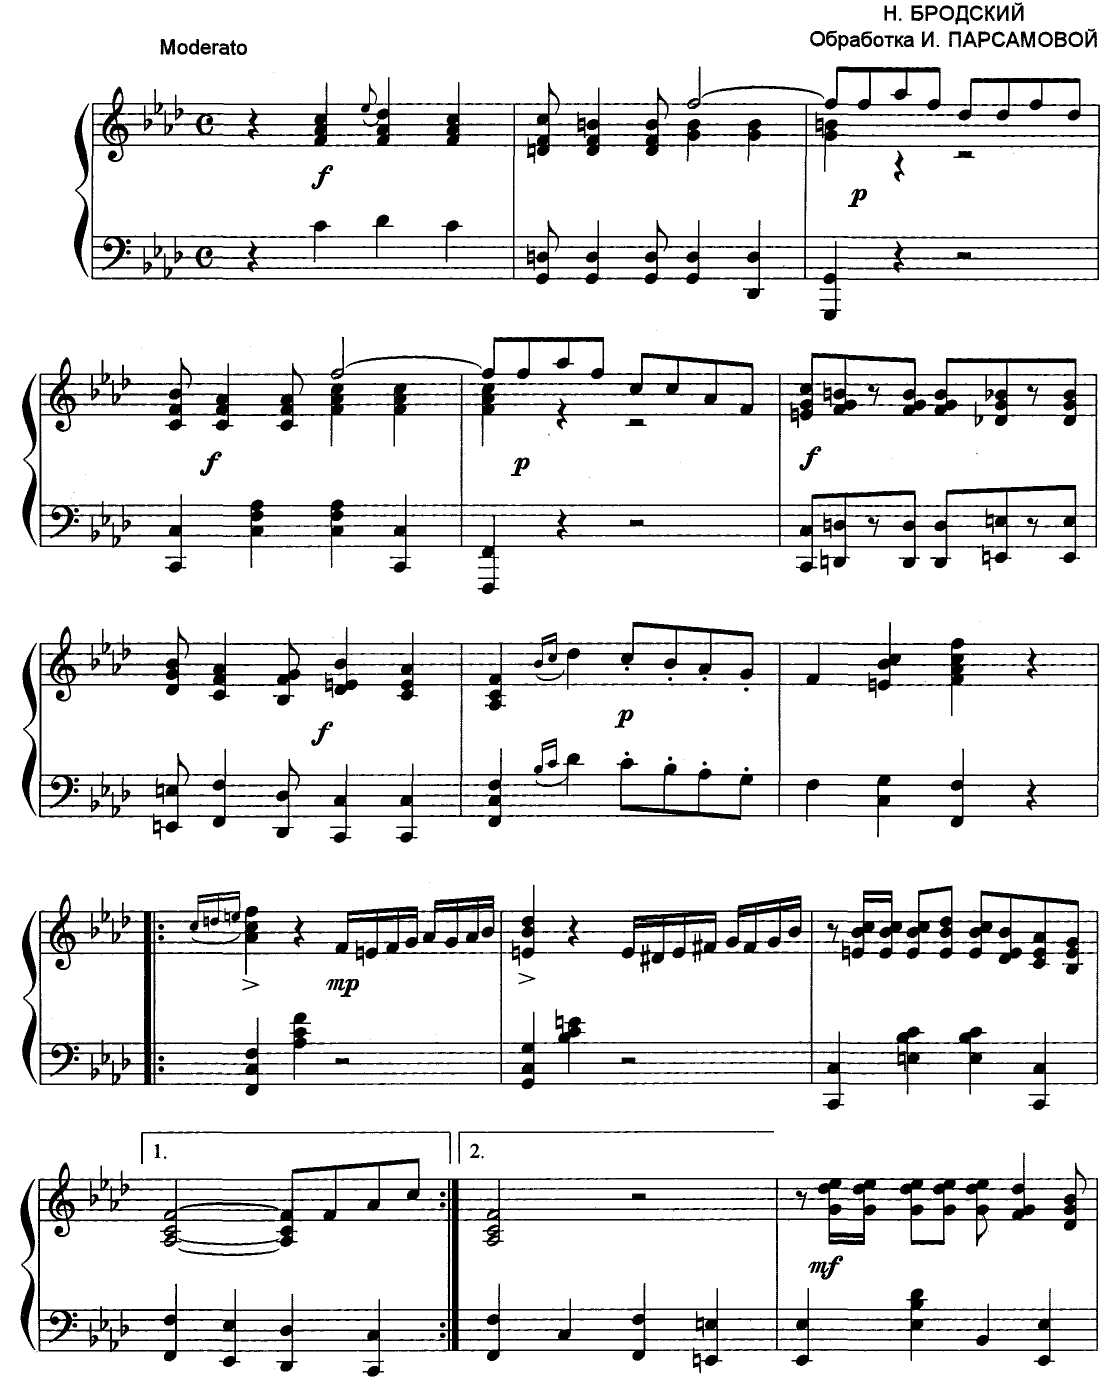 Н. БРОДСКИЙ
Moderato
Обработка И. ПАРСАМОВОЙ
f
p
f
p
f
f
p
mp
1.
2.
mf